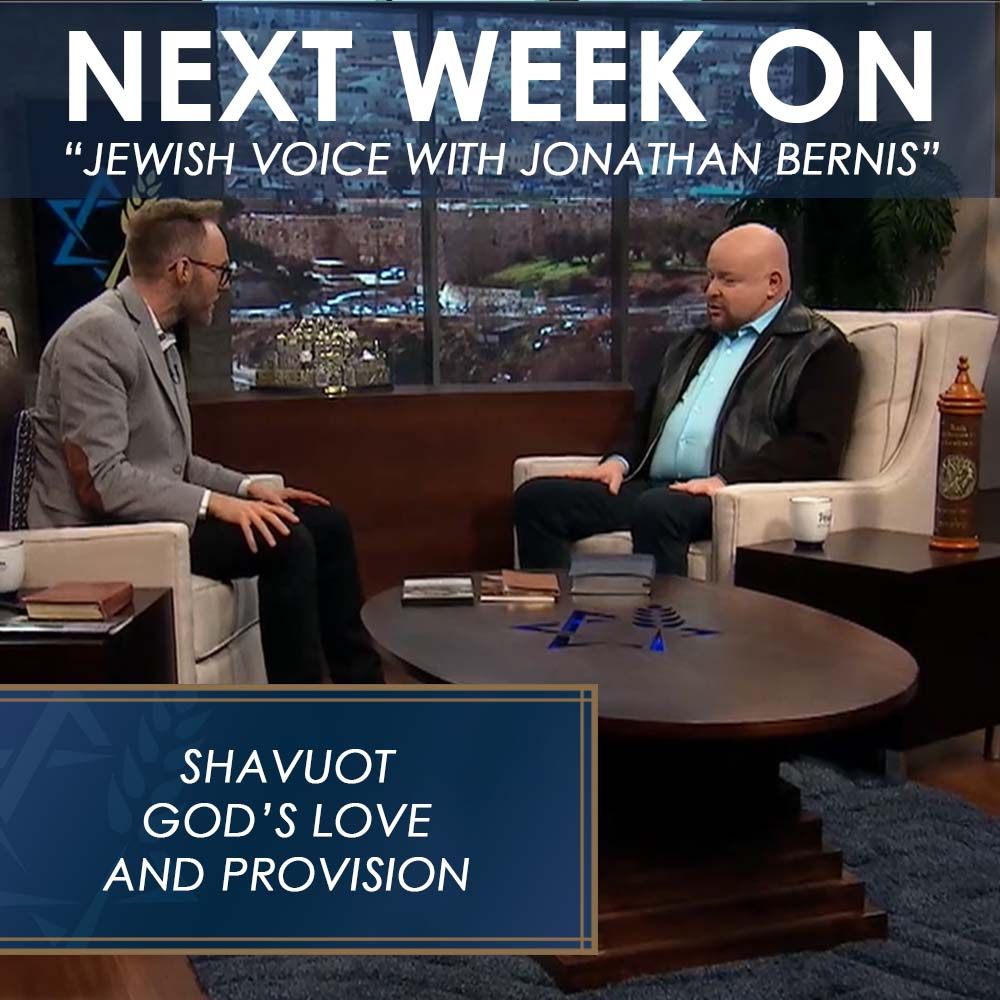 NEXT WEEK ON
“JEWISH VOICE WITH JONATHAN BERNIS”
SHAVUOT
GOD’S LOVE
AND PROVISION